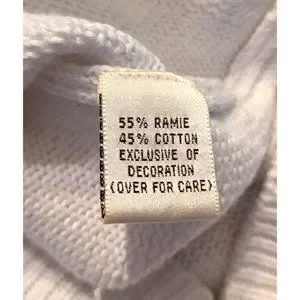 55% RAMIE
45% COTTON
EXCLUSIVE OF
DECORATION
(OVER FOR CARE)